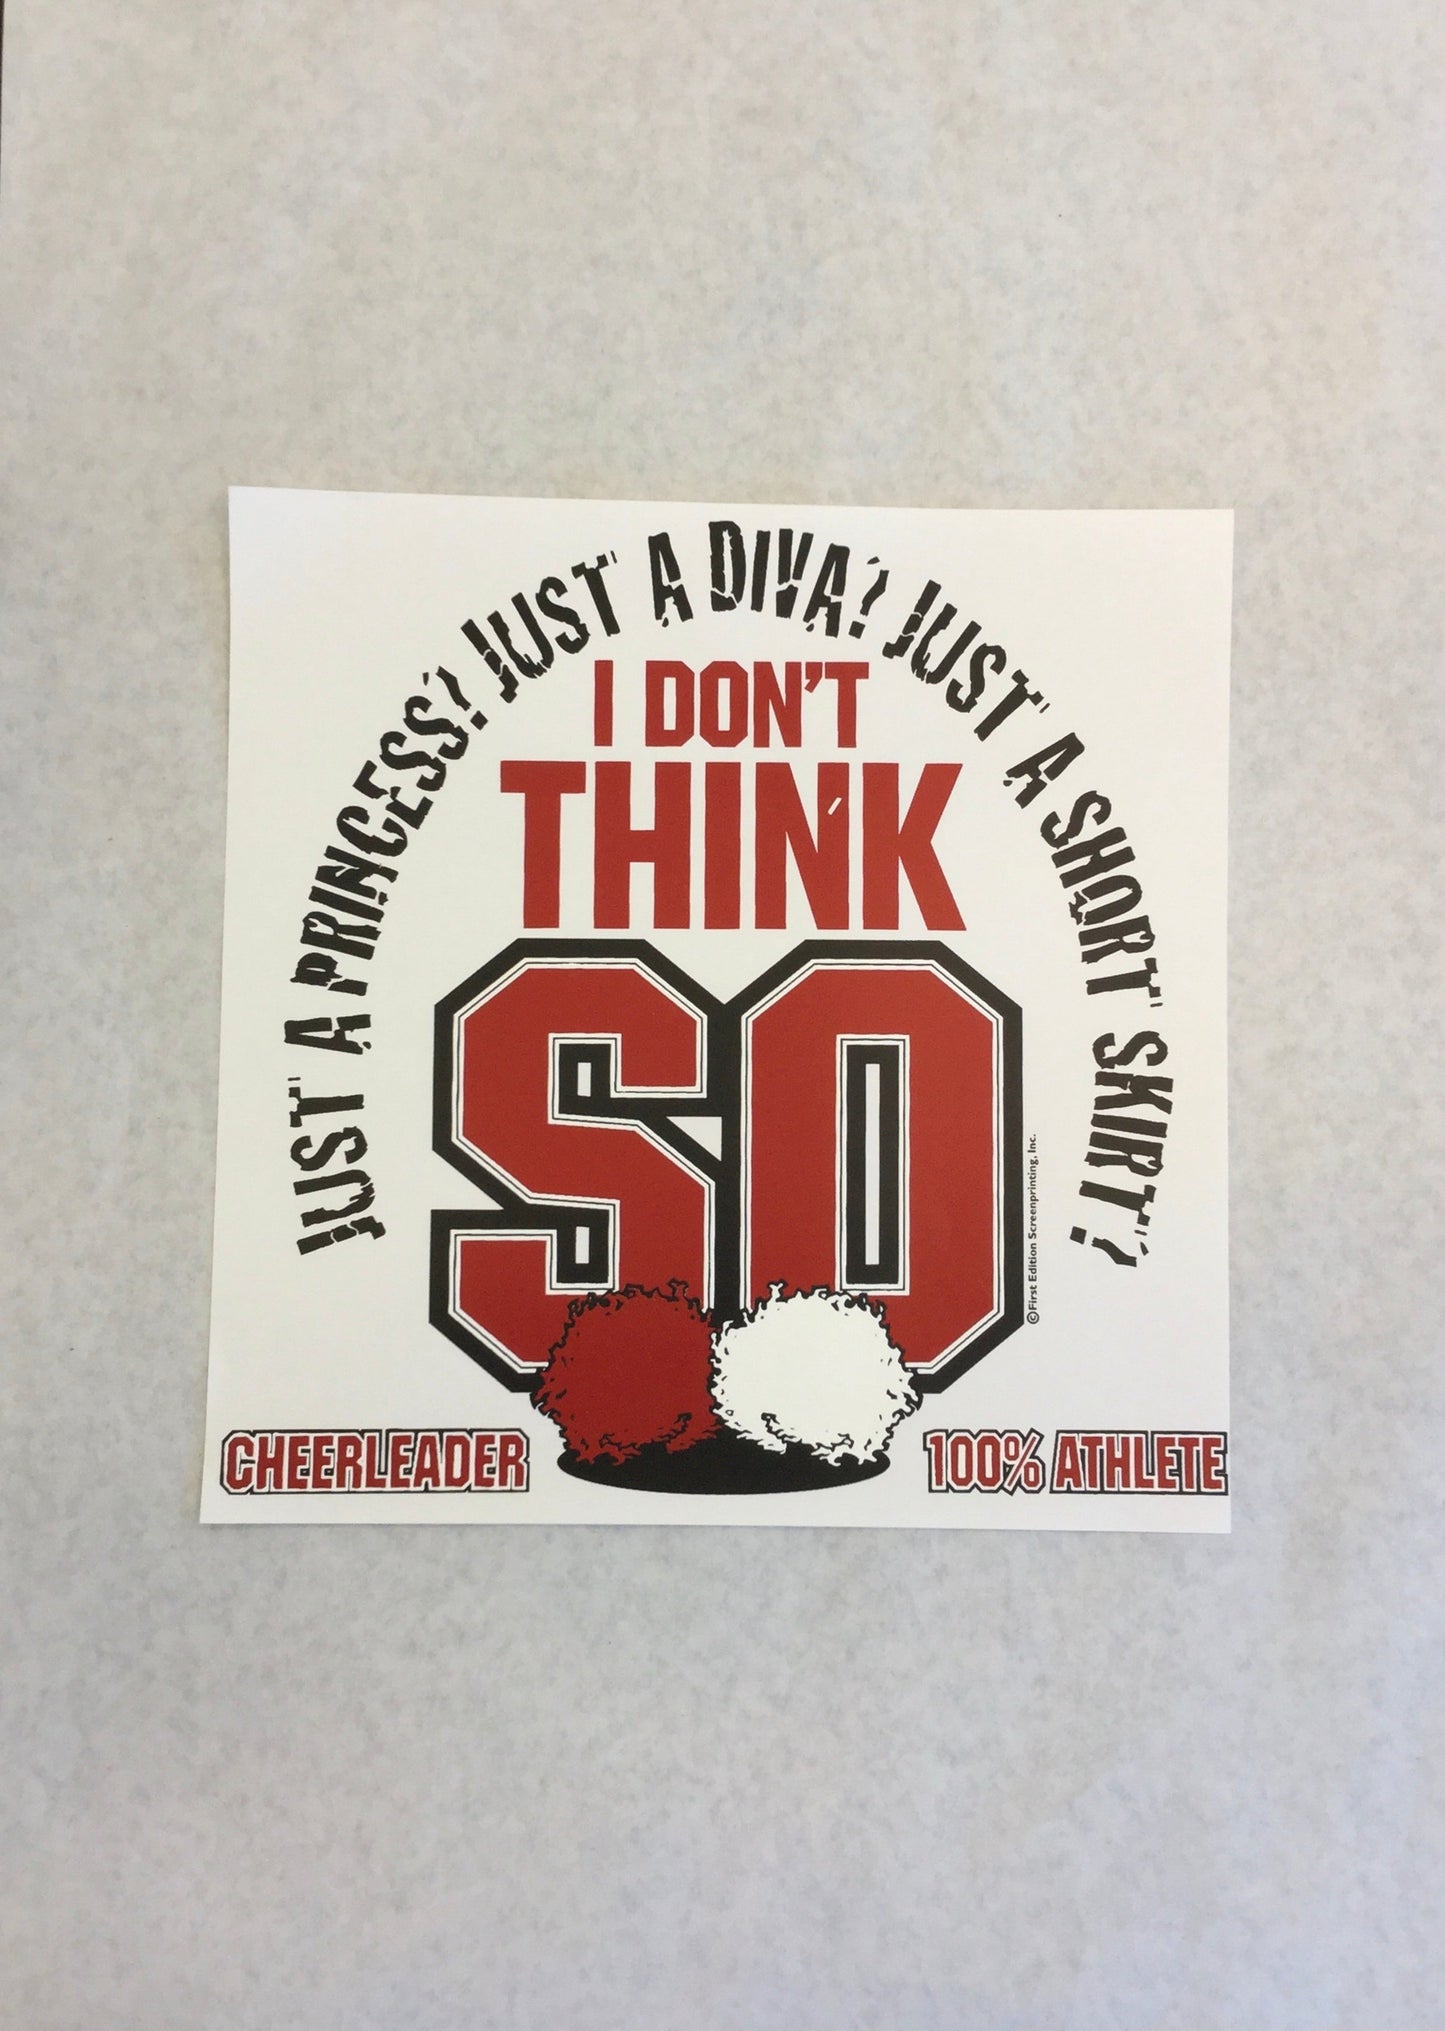 JUST A PRINCESS? JUST A DIVA? JUST A SHORT SKIRT?
I DON'T
THINK
SO
©First Edition Screenprinting, Inc.
CHEERLEADER
100% ATHLETE